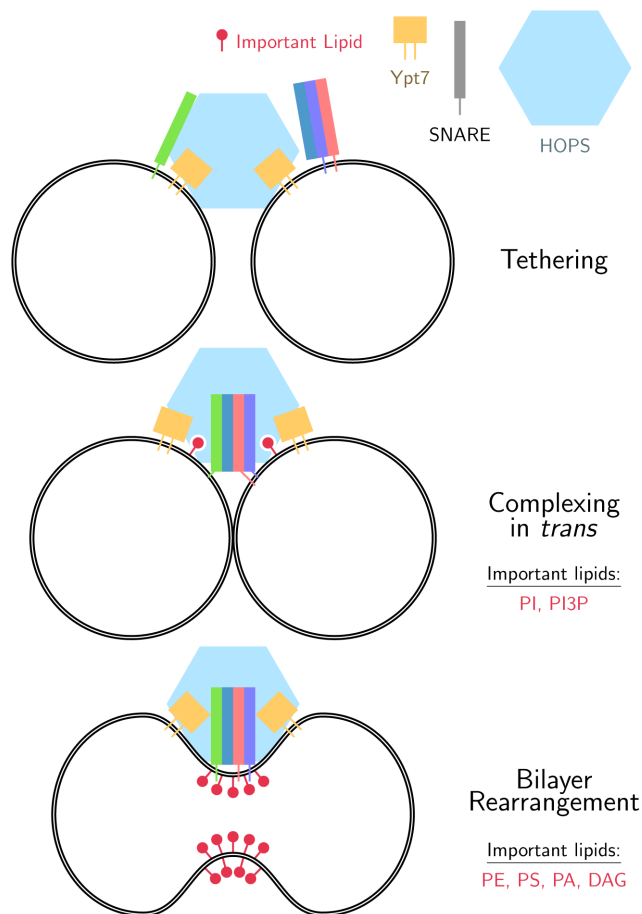 Important Lipid
Ypt7
SNARE
HOPS
Tethering
Complexing
in trans
Important lipids:
PI, PI3P
Bilayer
Rearrangement
Important lipids:
PE, PS, PA, DAG